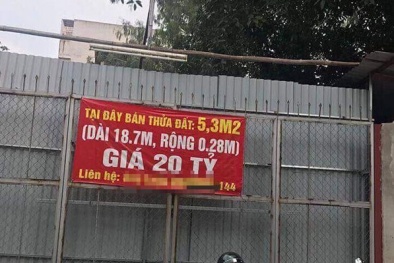 TẠI ĐÂY BÁN THỬA ĐẤT: 5,3M2
(DÀI 18.7M, RỘNG 0.28M)
GIÁ 20 TỶ
Liên hệ: 144